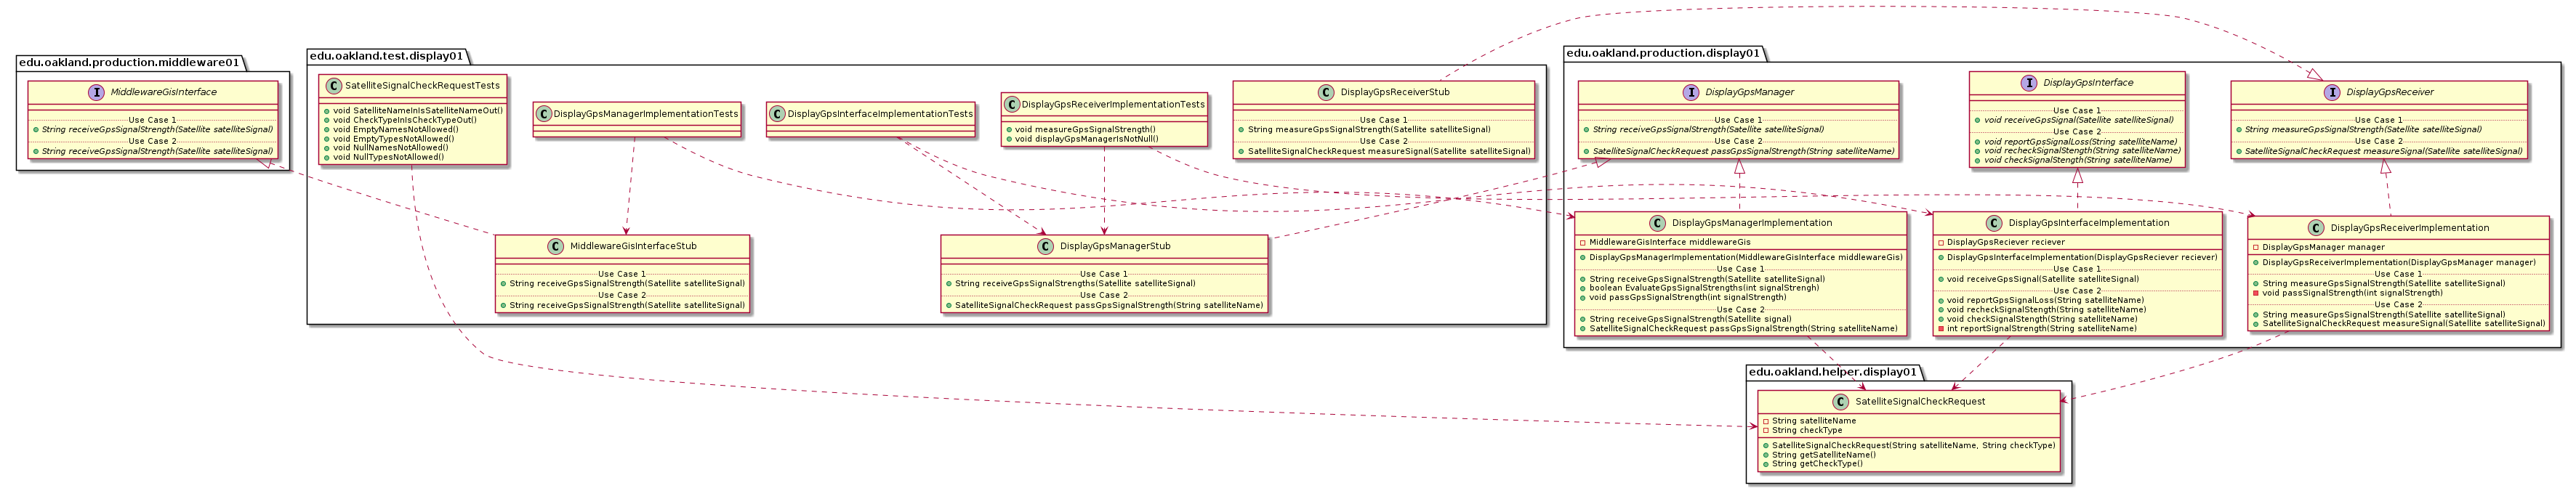 edu.oakland.production.middleware01
I MiddlewareGisInterface
Use Case 1
String receiveGpsSignalStrength(Satellite satelliteSignal)
Use Case 2
String receiveGpsSignalStrength(Satellite satelliteSignal)
edu.oakland.test.display01
C SatelliteSignalCheckRequestTests
void SatelliteNameInIsSatelliteNameOut()
void CheckTypeInIsCheckTypeOut()
void EmptyNamesNotAllowed()
void EmptyTypesNotAllowed()
void NullNamesNotAllowed()
void NullTypesNotAllowed()
C DisplayGpsManagerImplementationTests
C DisplayGpsInterfaceImplementationTests
C DisplayGpsReceiverImplementationTests
void measureGpsSignalStrength()
void displayGpsManagerIsNotNull()
C DisplayGpsReceiverStub
Use Case 1
String measureGpsSignalStrength(Satellite satelliteSignal)
Use Case 2
SatelliteSignalCheckRequest measureSignal(Satellite satelliteSignal)
C MiddlewareGisInterfaceStub
Use Case 1
String receiveGpsSignalStrength(Satellite satelliteSignal)
Use Case 2
String receiveGpsSignalStrength(Satellite satelliteSignal)
C DisplayGpsManagerStub
Use Case 1
String receiveGpsSignalStrengths(Satellite satelliteSignal)
Use Case 2
SatelliteSignalCheckRequest passGpsSignalStrength(String satelliteName)
edu.oakland.production.display01
I DisplayGpsManager
Use Case 1
String receiveGpsSignalStrength(Satellite satelliteSignal)
Use Case 2
SatelliteSignalCheckRequest passGpsSignalStrength(String satelliteName)
I DisplayGpsInterface
Use Case 1
void receiveGpsSignal(Satellite satelliteSignal)
Use Case 2
void reportGpsSignalLoss(String satelliteName)
void recheckSignalStength(String satelliteName)
void checkSignalStength(String satelliteName)
I DisplayGpsReceiver
Use Case 1
String measureGpsSignalStrength(Satellite satelliteSignal)
Use Case 2
SatelliteSignalCheckRequest measureSignal(Satellite satelliteSignal)
C DisplayGpsManagerImplementation
MiddlewareGisInterface middlewareGis
DisplayGpsManagerImplementation(MiddlewareGisInterface middlewareGis)
Use Case 1
String receiveGpsSignalStrength(Satellite satelliteSignal)
boolean EvaluateGpsSignalStrengths(int signalStrengh)
void passGpsSignalStrength(int signalStrength)
Use Case 2
String receiveGpsSignalStrength(Satellite signal)
SatelliteSignalCheckRequest passGpsSignalStrength(String satelliteName)
C DisplayGpsInterfaceImplementation
DisplayGpsReciever reciever
DisplayGpsInterfaceImplementation(DisplayGpsReciever reciever)
Use Case 1
void receiveGpsSignal(Satellite satelliteSignal)
Use Case 2
void reportGpsSignalLoss(String satelliteName)
void recheckSignalStength(String satelliteName)
void checkSignalStength(String satelliteName)
int reportSignalStrength(String satelliteName)
C DisplayGpsReceiverImplementation
DisplayGpsManager manager
DisplayGpsReceiverImplementation(DisplayGpsManager manager)
Use Case 1
String measureGpsSignalStrength(Satellite satelliteSignal)
void passSignalStrength(int signalStrength)
Use Case 2
String measureGpsSignalStrength(Satellite satelliteSignal)
SatelliteSignalCheckRequest measureSignal(Satellite satelliteSignal)
edu.oakland.helper.display01
C SatelliteSignalCheckRequest
String satelliteName
String checkType
SatelliteSignalCheckRequest(String satelliteName, String checkType)
String getSatelliteName()
String getCheckType()